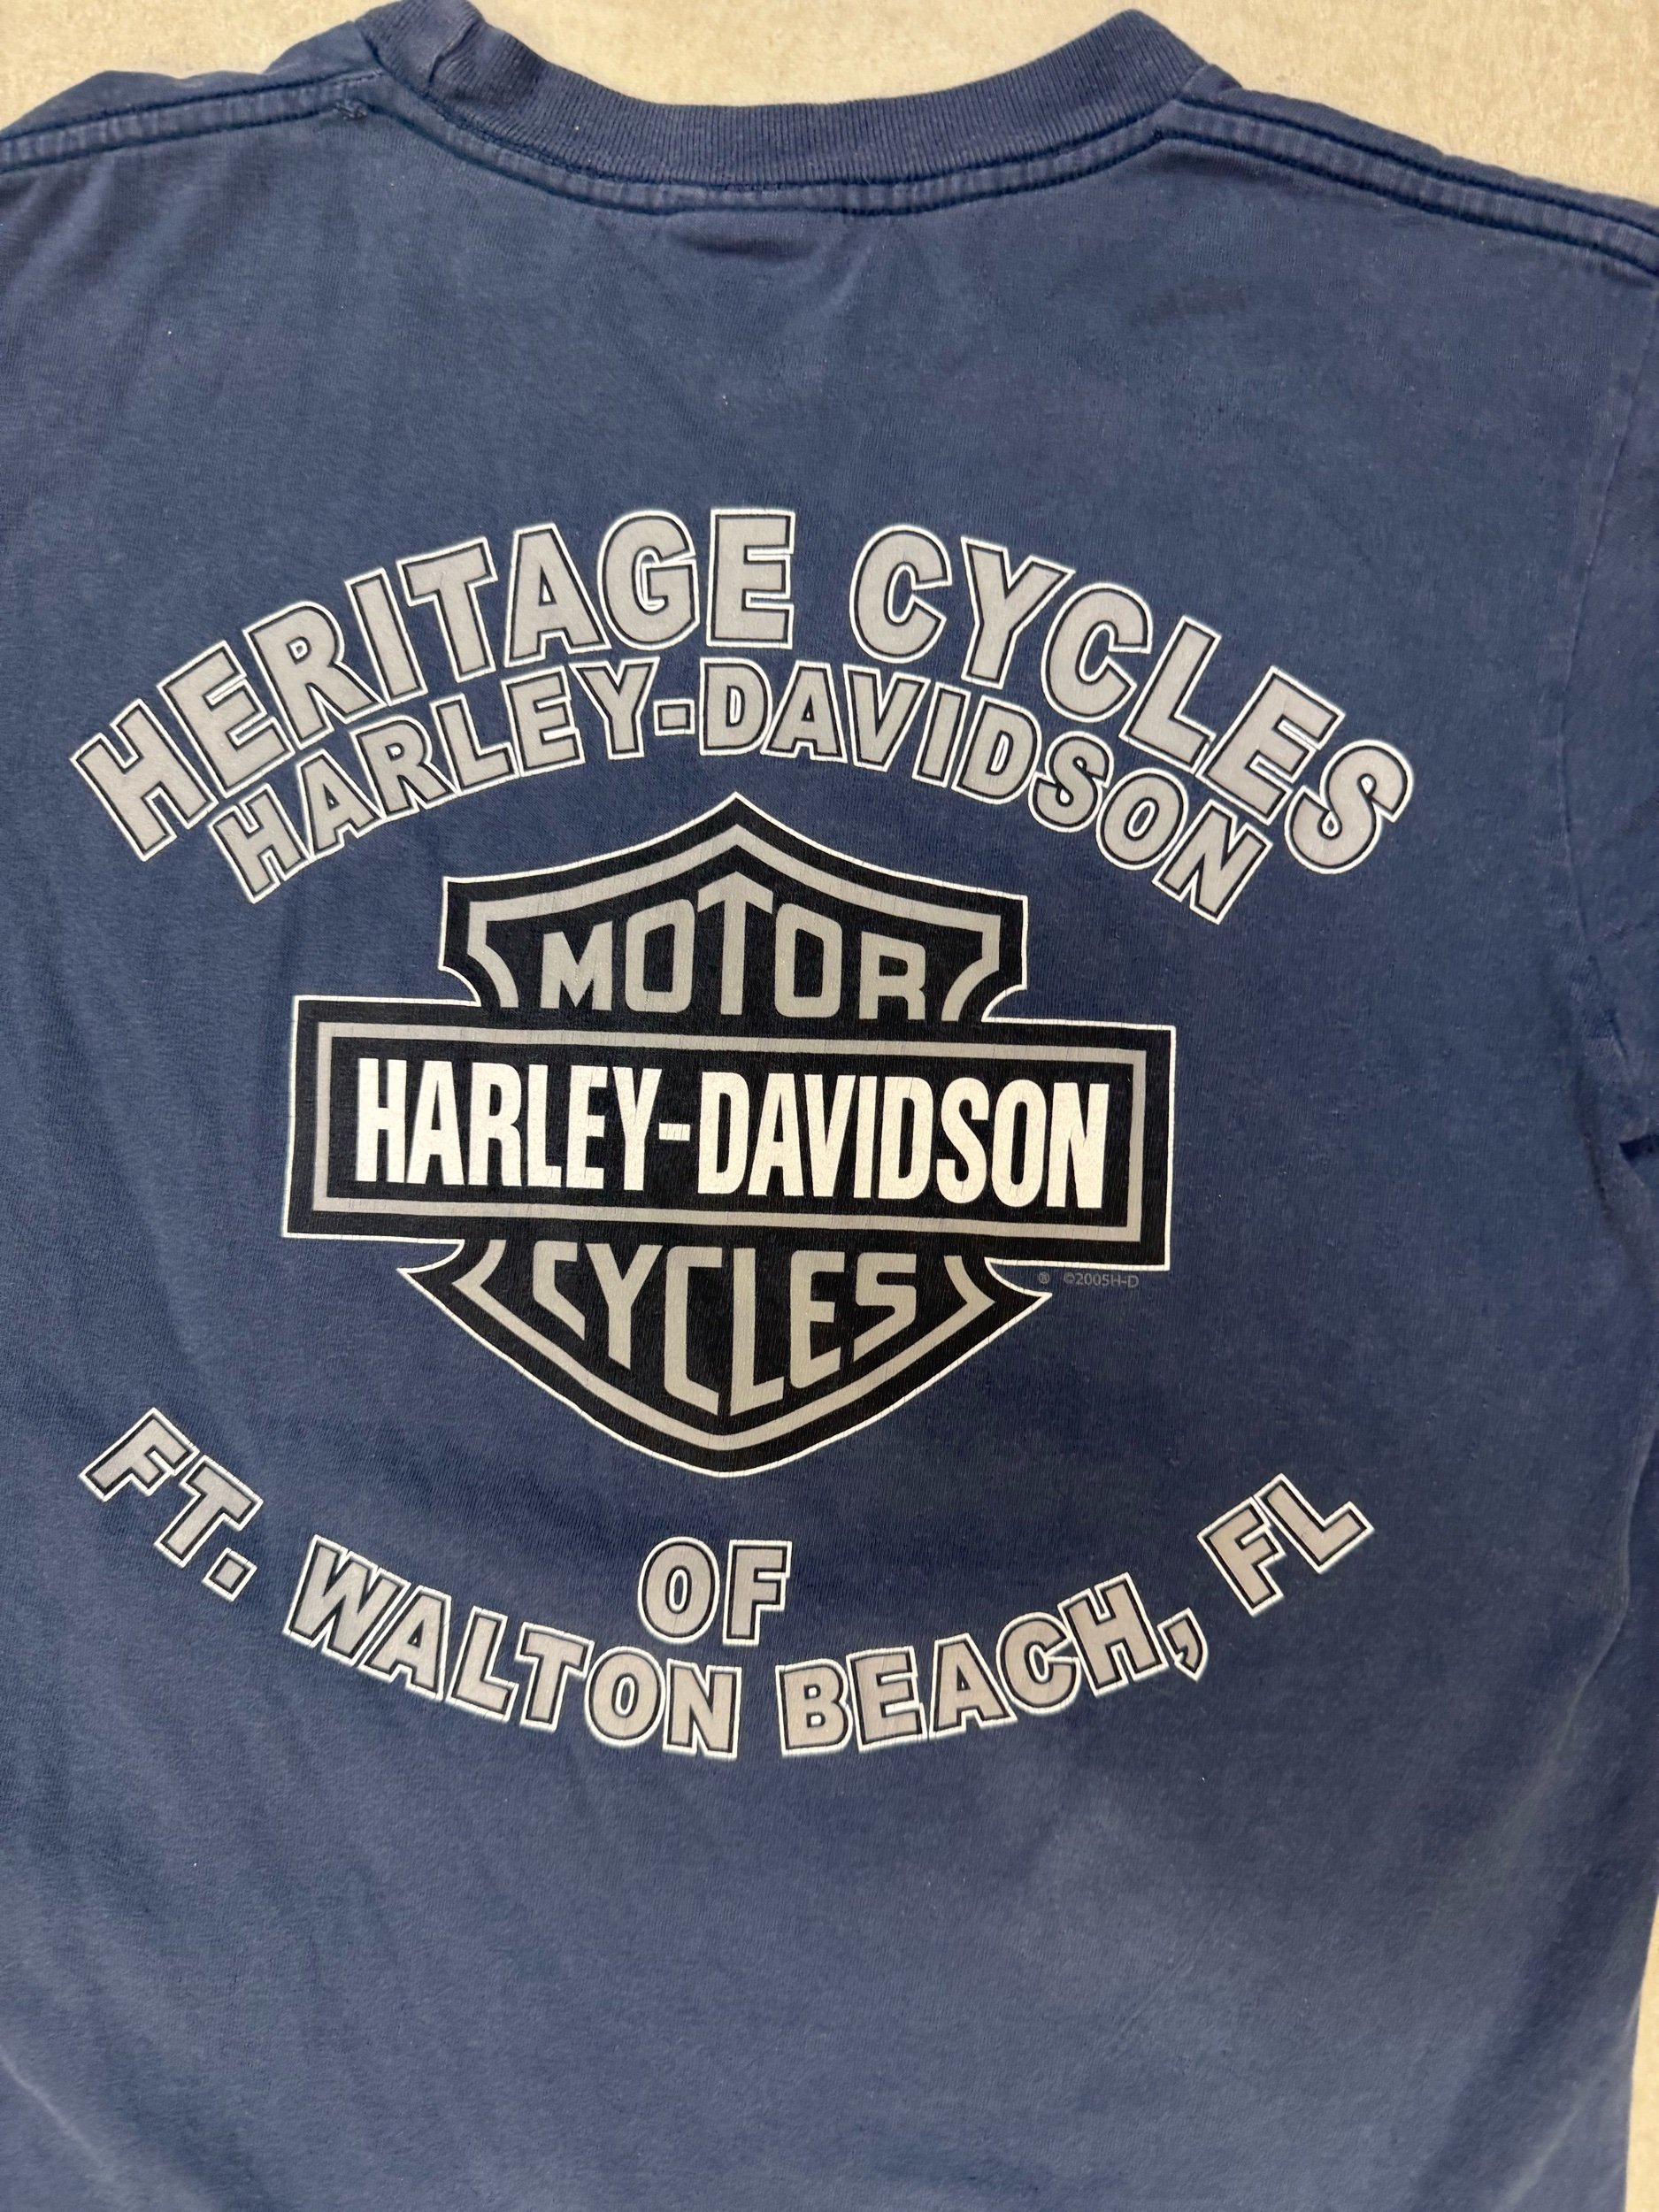 HERITAGE CYCLES
HARLEY-DAVIDSON
MOTOR
HARLEY-DAVIDSON
CYCLES
® ©2005H-D
OF
FT. WALTON BEACH, FL